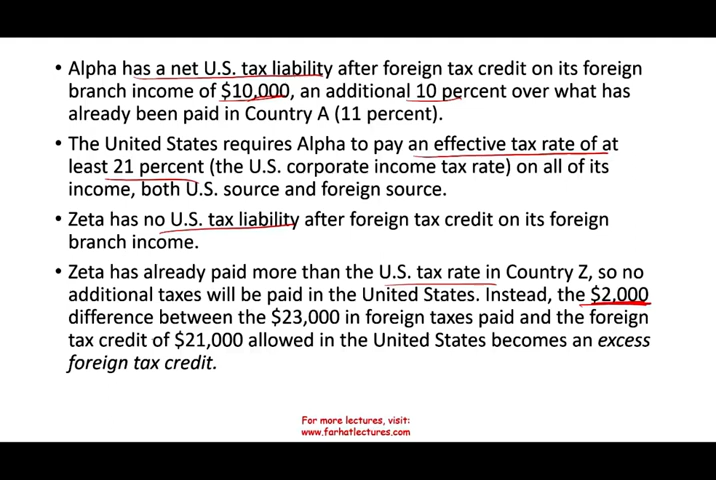 • Alpha has a net U.S. tax liability after foreign tax credit on its foreign
branch income of $10,000, an additional 10 percent over what has
already been paid in Country A (11 percent).
• The United States requires Alpha to pay an effective tax rate of at
least 21 percent (the U.S. corporate income tax rate) on all of its
income, both U.S. source and foreign source.
• Zeta has no U.S. tax liability after foreign tax credit on its foreign
branch income.
• Zeta has already paid more than the U.S. tax rate in Country Z, so no
additional taxes will be paid in the United States. Instead, the $2,000
difference between the $23,000 in foreign taxes paid and the foreign
tax credit of $21,000 allowed in the United States becomes an excess
foreign tax credit.
For more lectures, visit:
www.farhatlectures.com